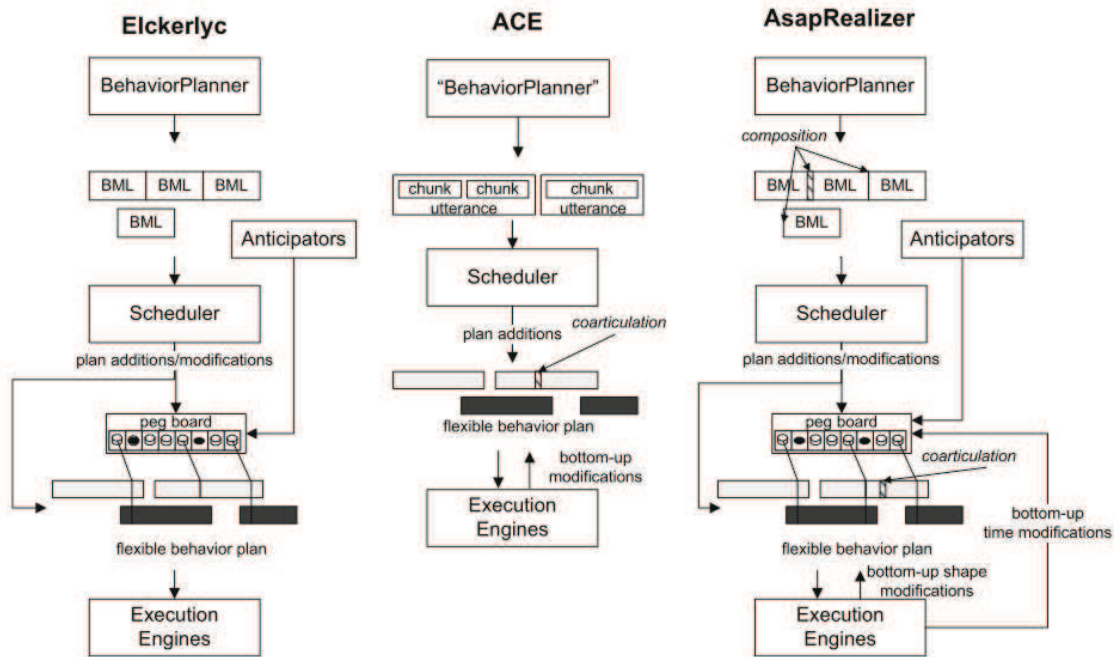 Elckerlyc
BehaviorPlanner
BML BML BML
BML
Anticipators
Scheduler
plan additions/modifications
peg board
flexible behavior plan
Execution
Engines
ACE
“BehaviorPlanner”
chunk chunk chunk
utterance utterance
Scheduler
coarticulation
plan additions
flexible behavior plan
bottom-up
modifications
Execution
Engines
AsapRealizer
BehaviorPlanner
composition
BML BML BML
BML
Anticipators
Scheduler
plan additions/modifications
peg board
coarticulation
bottom-up
time modifications
flexible behavior plan
bottom-up shape
modifications
Execution
Engines